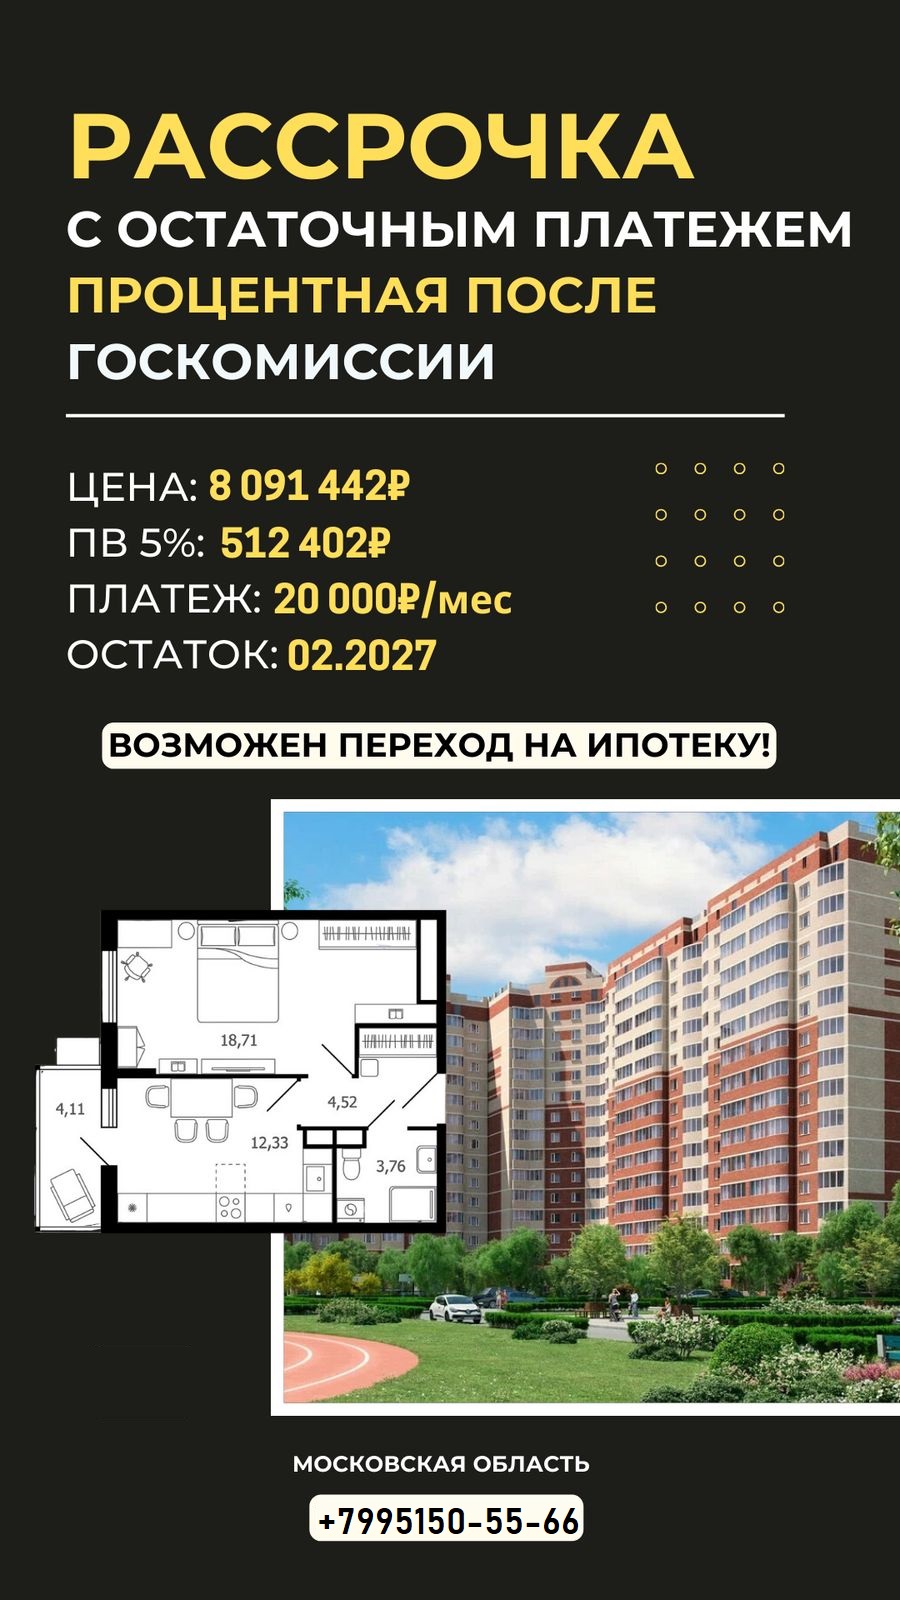 РАССРОЧКА
С ОСТАТОЧНЫМ ПЛАТЕЖЕМ
ПРОЦЕНТНАЯ ПОСЛЕ
ГОСКОМИССИИ
ЦЕНА: 8 091 442₽
ПВ 5%: 512 402₽
ПЛАТЕЖ: 20 000₽/мес
ОСТАТОК: 02.2027
ВОЗМОЖЕН ПЕРЕХОД НА ИПОТЕКУ!
18,71
4,11
4,52
12,33
3,76
МОСКОВСКАЯ ОБЛАСТЬ
+7995150-55-66